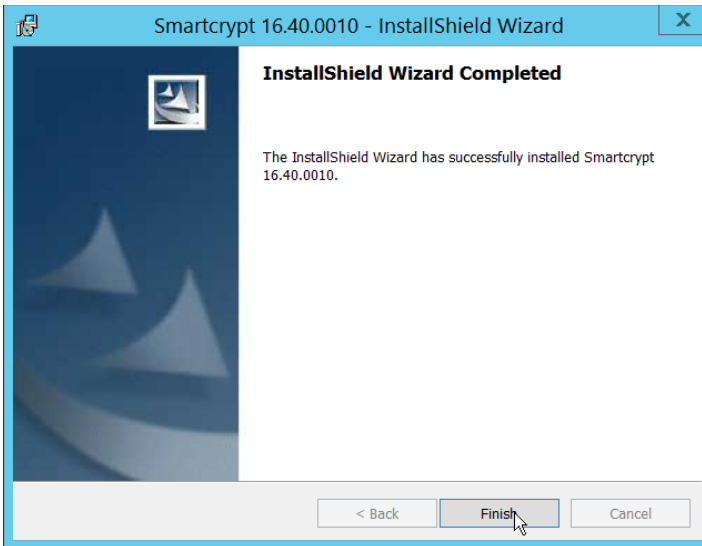 Smartcrypt 16.40.0010 - InstallShield Wizard
X
InstallShield Wizard Completed
The InstallShield Wizard has successfully installed Smartcrypt
16.40.0010.
< Back
Finish
Cancel